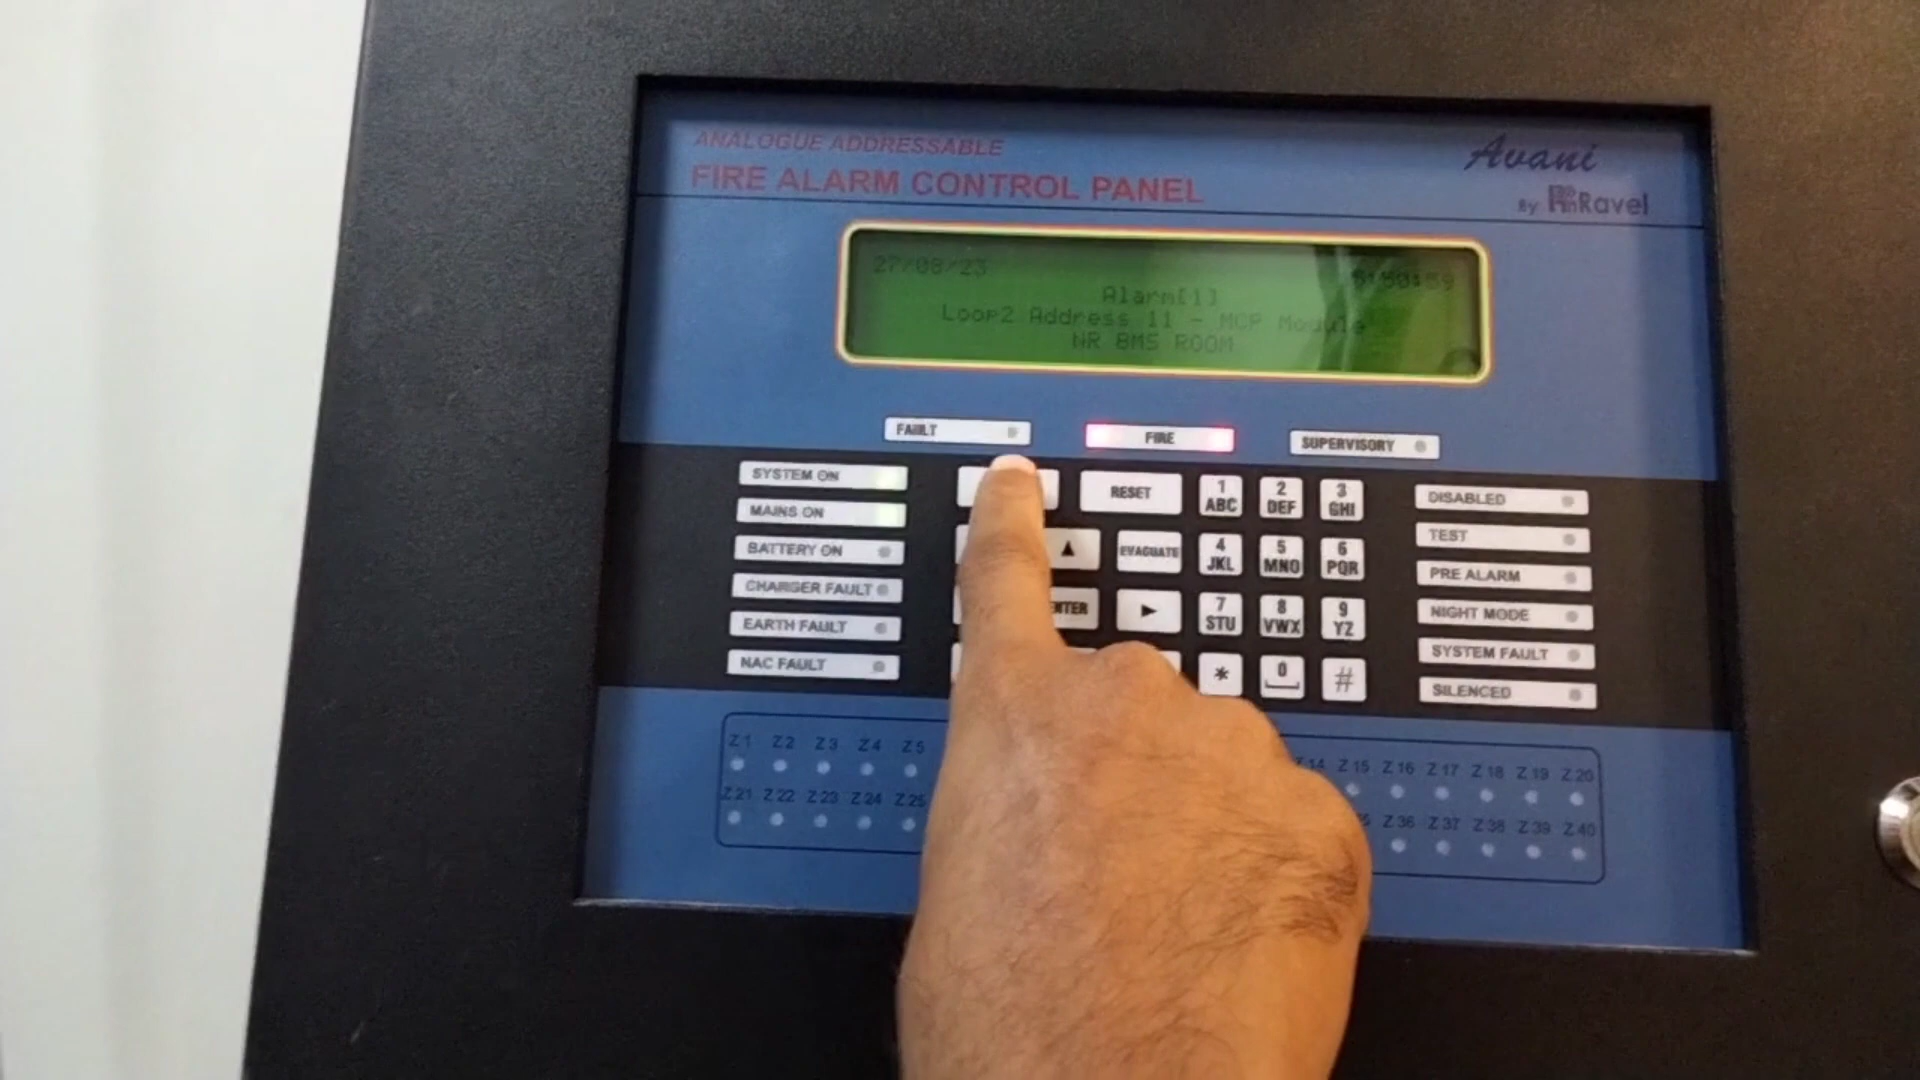 ANALOGUE ADDRESSABLE
FIRE ALARM CONTROL PANEL
Avani
By Ravel
27/08/23
Alarm[1]
Loop2 Address 11 - MCP Module
NR BMS ROOM
FAULT
FIRE
SUPERVISORY
SYSTEM ON
MAINS ON
BATTERY ON
CHARGER FAULT
EARTH FAULT
NAC FAULT
RESET
EVACUATE
1 ABC
2 DEF
3 GHI
4 JKL
5 MNO
6 PQR
7 STU
8 VWX
9 YZ
*
0
#
DISABLED
TEST
PRE ALARM
NIGHT MODE
SYSTEM FAULT
SILENCED
Z1 Z2 Z3 Z4 Z5
Z21 Z22 Z23 Z24 Z25
Z15 Z16 Z17 Z18 Z19 Z20
Z36 Z37 Z38 Z39 Z40